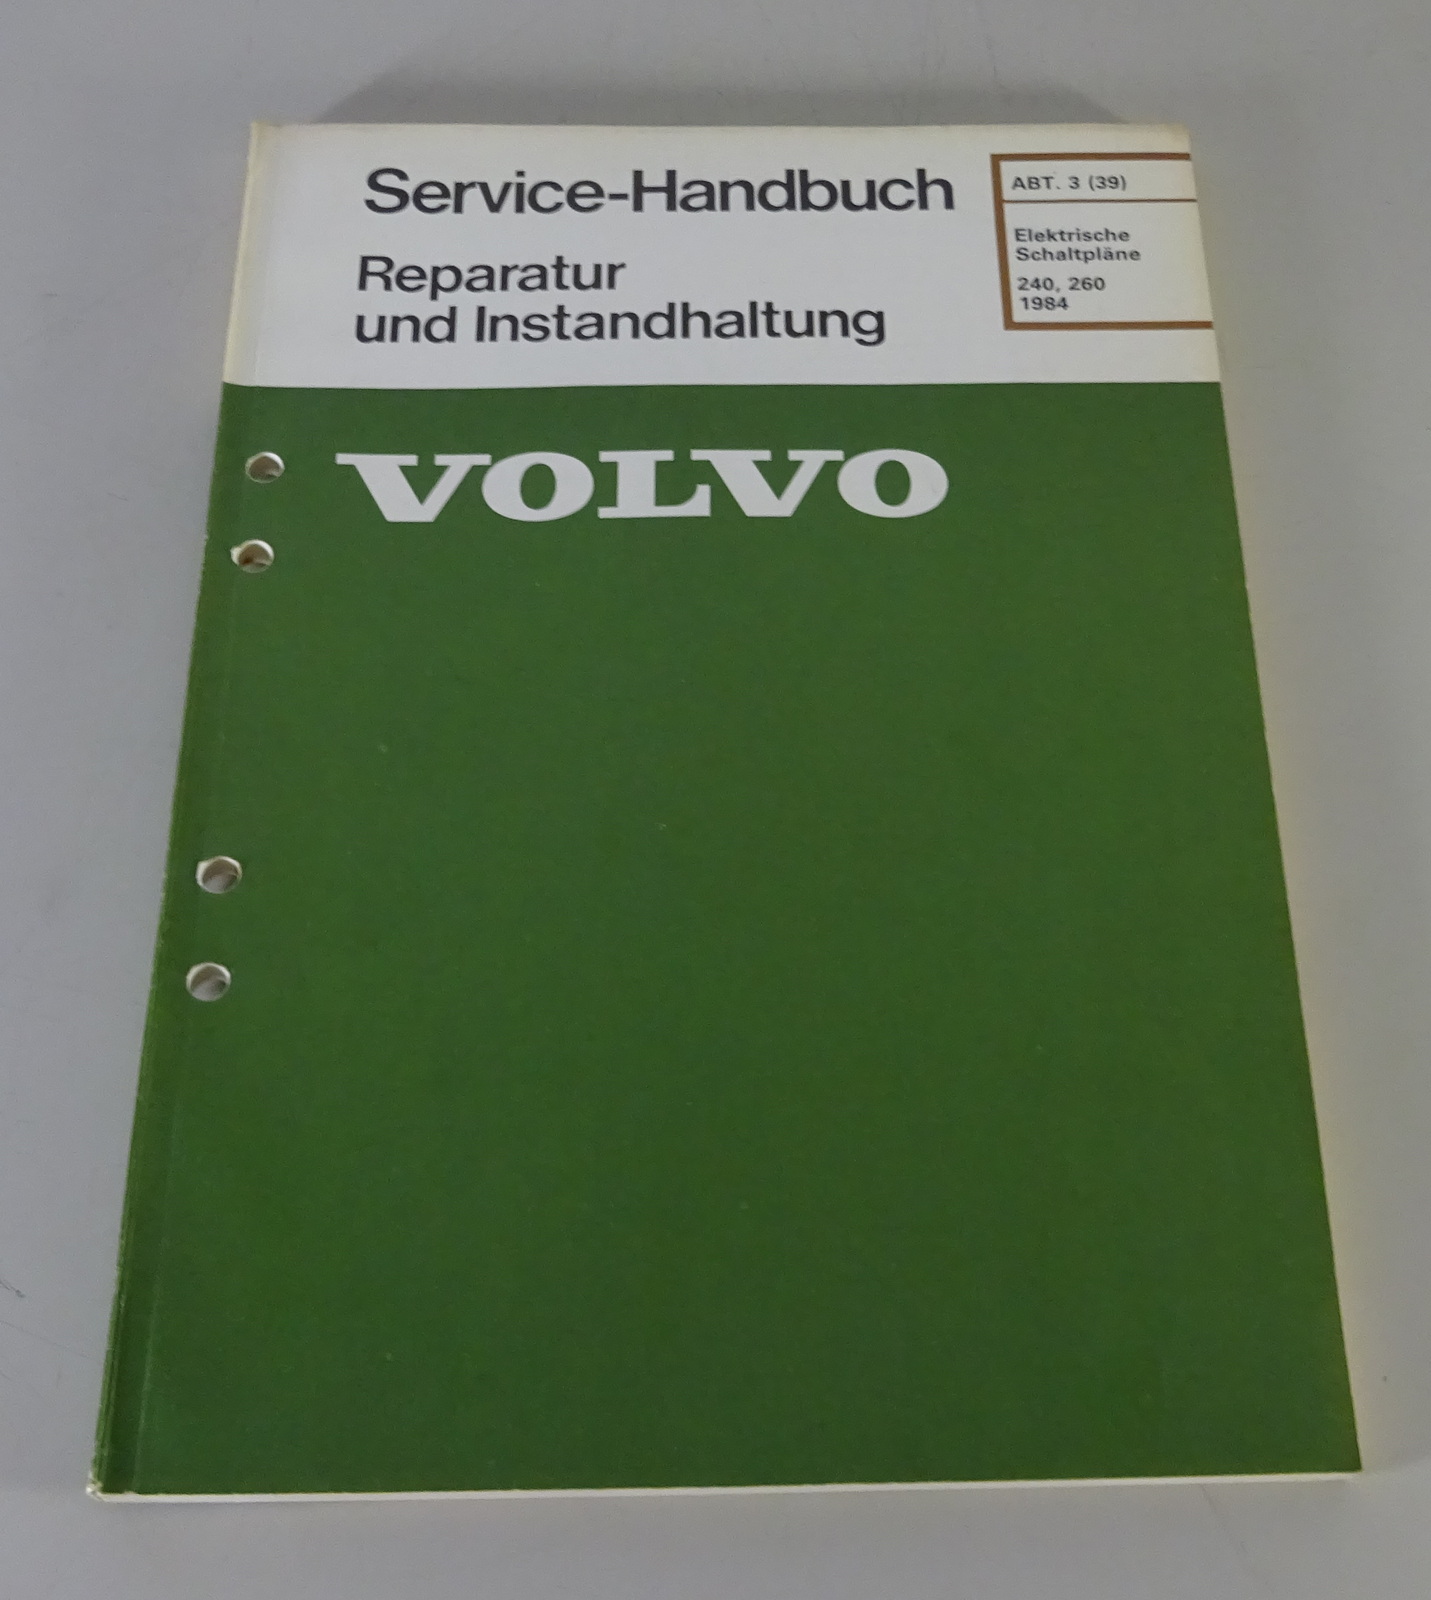 Service-Handbuch
Reparatur
und Instandhaltung
ABT. 3 (39)
Elektrische
Schaltpläne
240, 260
1984
VOLVO